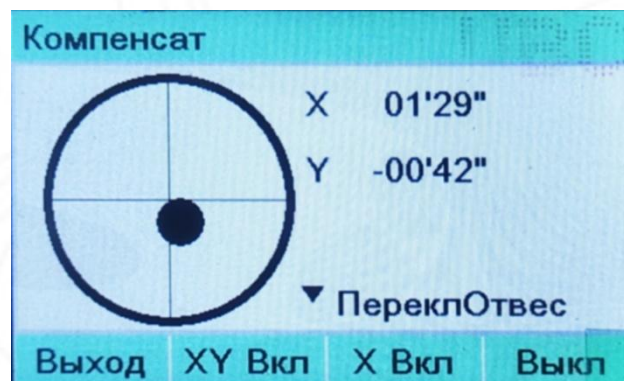 Компенсат
X 01'29"
Y -00'42"
▼ ПереклОтвес
Выход XY Вкл X Вкл Выкл